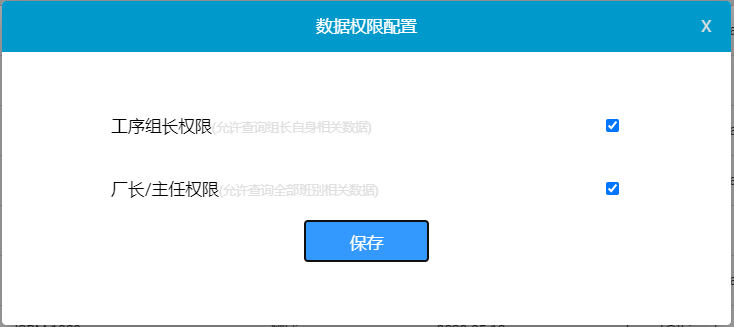 数据权限配置 X
工序组长权限(允许查询组长自身相关数据)
厂长/主任权限(允许查询全部班别相关数据)
保存